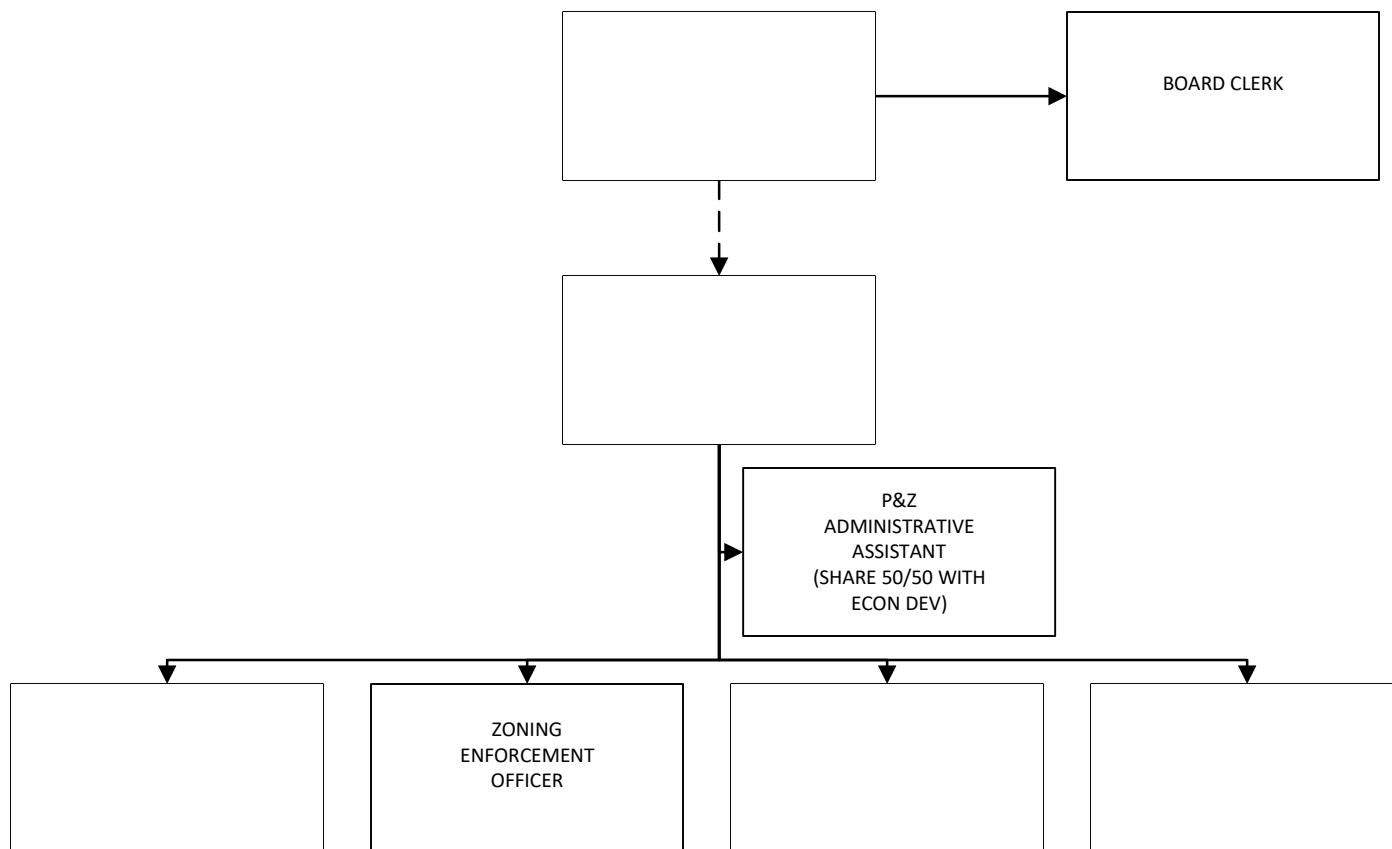 BOARD CLERK
P&Z
ADMINISTRATIVE
ASSISTANT
(SHARE 50/50 WITH
ECON DEV)
ZONING
ENFORCEMENT
OFFICER